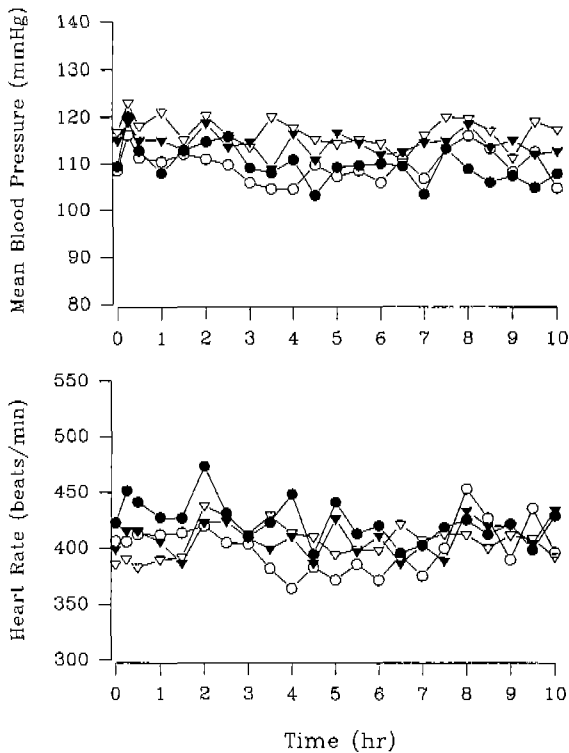 Mean Blood Pressure (mmHg)
140
130
120
110
100
90
80
0 1 2 3 4 5 6 7 8 9 10
Heart Rate (beats/min)
550
500
450
400
350
300
0 1 2 3 4 5 6 7 8 9 10
Time (hr)